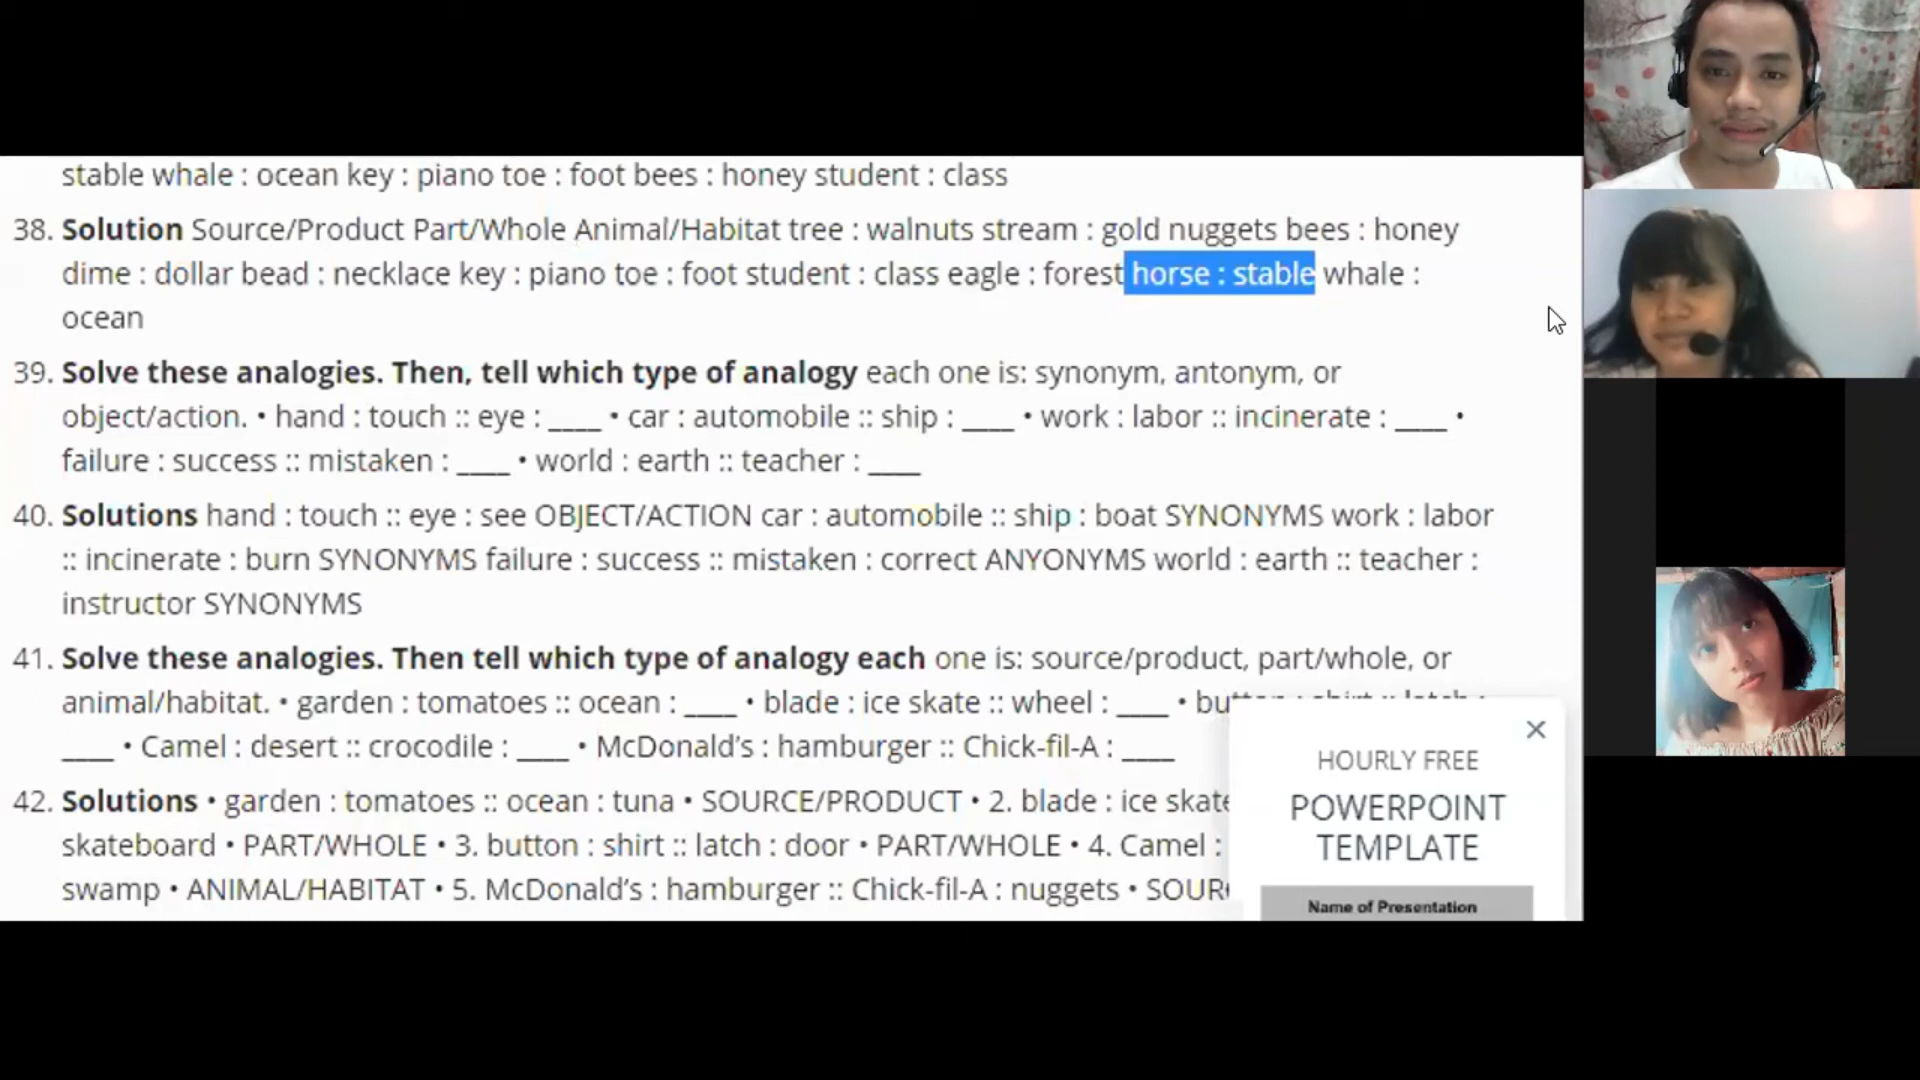 stable whale : ocean key : piano toe : foot bees : honey student : class
38. Solution Source/Product Part/Whole Animal/Habitat tree : walnuts stream : gold nuggets bees : honey
dime : dollar bead : necklace key : piano toe : foot student : class eagle : forest horse : stable whale :
ocean
39. Solve these analogies. Then, tell which type of analogy each one is: synonym, antonym, or
object/action. • hand : touch :: eye : ____ • car : automobile :: ship : ____ • work : labor :: incinerate : ____ •
failure : success :: mistaken : ____ • world : earth :: teacher : ____
40. Solutions hand : touch :: eye : see OBJECT/ACTION car : automobile :: ship : boat SYNONYMS work : labor
:: incinerate : burn SYNONYMS failure : success :: mistaken : correct ANYONYMS world : earth :: teacher :
instructor SYNONYMS
41. Solve these analogies. Then tell which type of analogy each one is: source/product, part/whole, or
animal/habitat. • garden : tomatoes :: ocean : ____ • blade : ice skate :: wheel : ____ •
____ • Camel : desert :: crocodile : ____ • McDonald's : hamburger :: Chick-fil-A : ____
42. Solutions • garden : tomatoes :: ocean : tuna • SOURCE/PRODUCT • 2. blade : ice skate
skateboard • PART/WHOLE • 3. button : shirt :: latch : door • PART/WHOLE • 4. Camel :
swamp • ANIMAL/HABITAT • 5. McDonald's : hamburger :: Chick-fil-A : nuggets •
HOURLY FREE
POWERPOINT
TEMPLATE
Name of Presentation